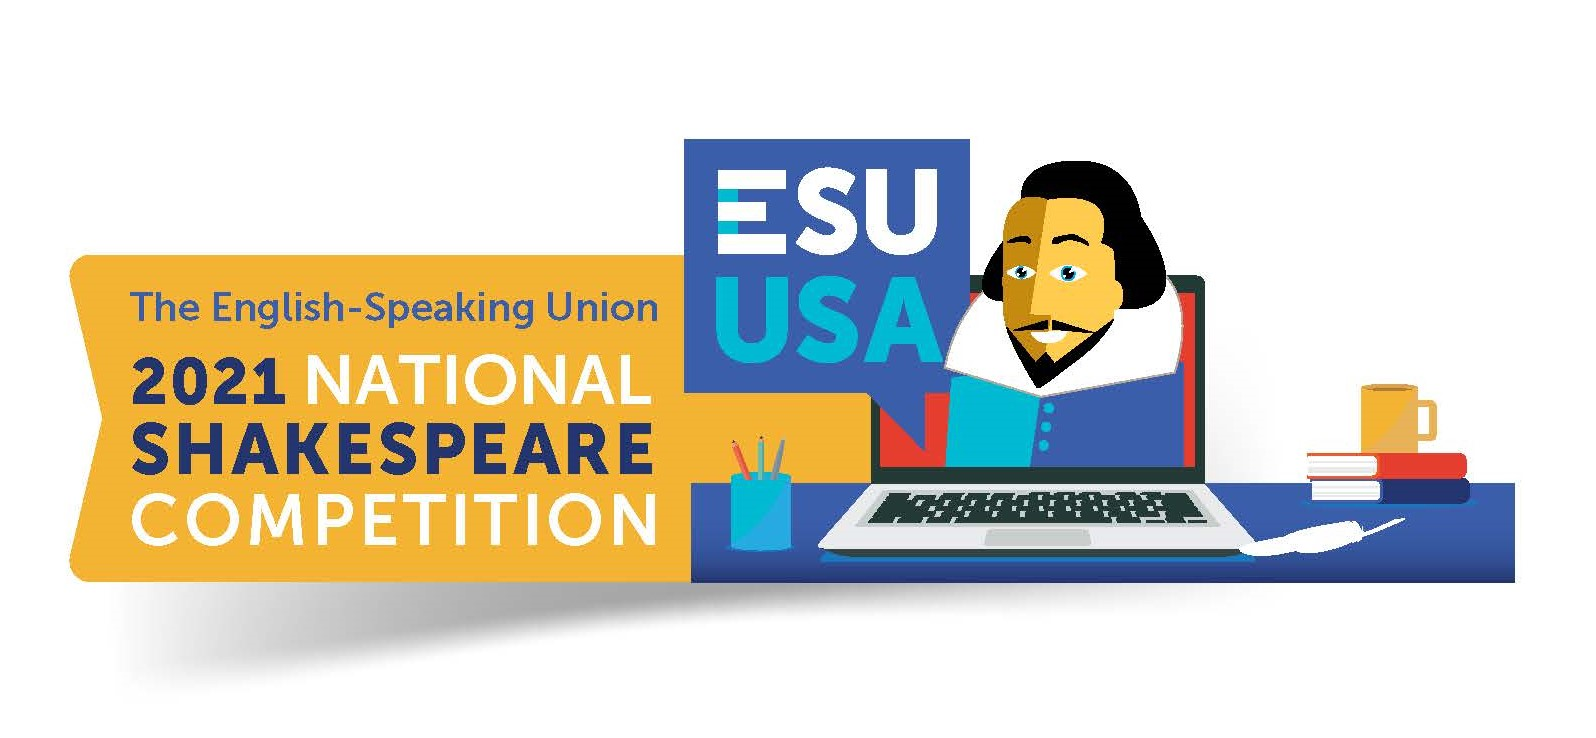 The English-Speaking Union
2021 NATIONAL
SHAKESPEARE
COMPETITION
ESU
USA